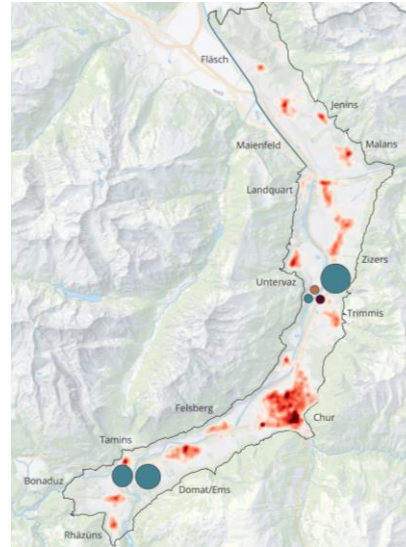 Fläsch
Jenins
Maienfeld
Malans
Landquart
Zizers
Untervaz
Trimmis
Felsberg
Chur
Tamins
Bonaduz
Domat/Ems
Rhäzüns